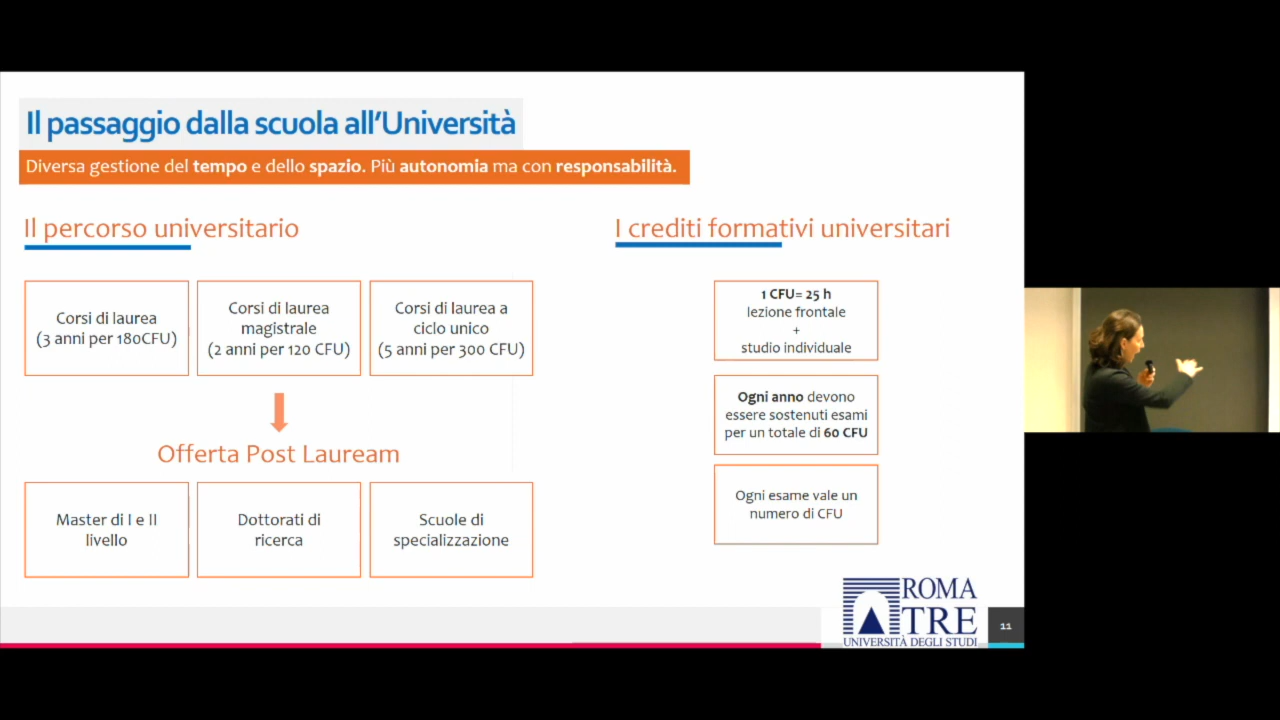 Il passaggio dalla scuola all'Università
Diversa gestione del tempo e dello spazio. Più autonomia ma con responsabilità.
Il percorso universitario
Corsi di laurea
(3 anni per 180CFU)
Corsi di laurea
magistrale
(2 anni per 120 CFU)
Corsi di laurea a
ciclo unico
(5 anni per 300 CFU)
Offerta Post Lauream
Master di I e II
livello
Dottorati di
ricerca
Scuole di
specializzazione
I crediti formativi universitari
1 CFU= 25 h
lezione frontale
+
studio individuale
Ogni anno devono
essere sostenuti esami
per un totale di 60 CFU
Ogni esame vale un
numero di CFU
ROMA
TRE
UNIVERSITÀ DEGLI STUDI
11